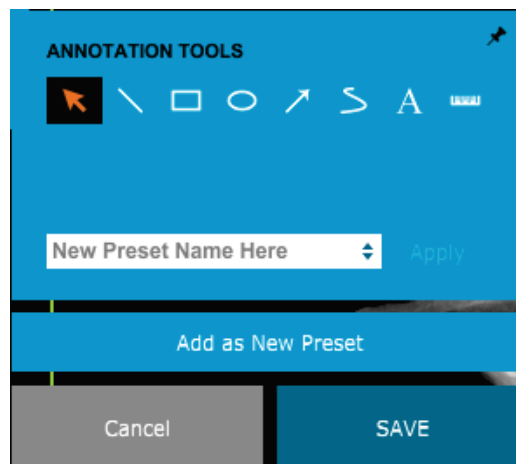 ANNOTATION TOOLS
A
New Preset Name Here
Apply
Add as New Preset
Cancel
SAVE